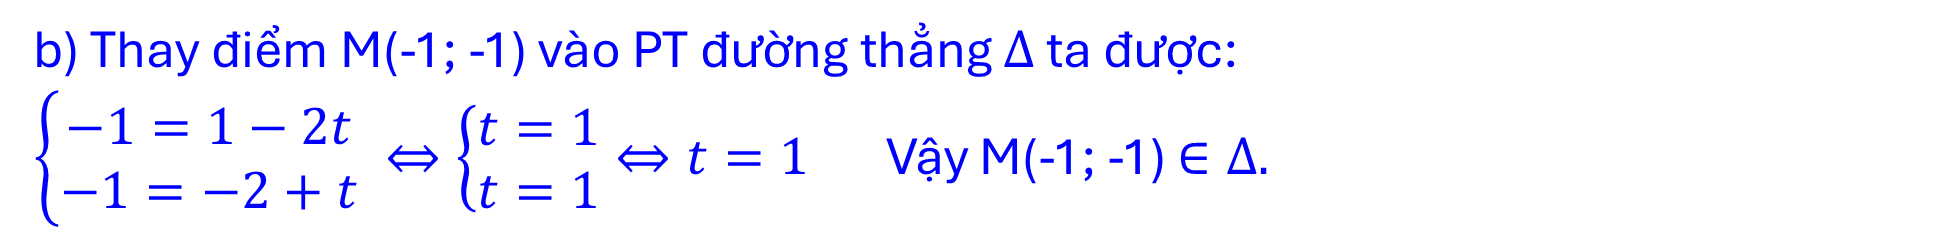 b) Thay điểm M(-1; -1) vào PT đường thẳng Δ ta được:
{−1 = 1 − 2t
−1 = −2 + t ⇔ {t = 1
t = 1 ⇔ t = 1 Vậy M(-1; -1) ∈ Δ.